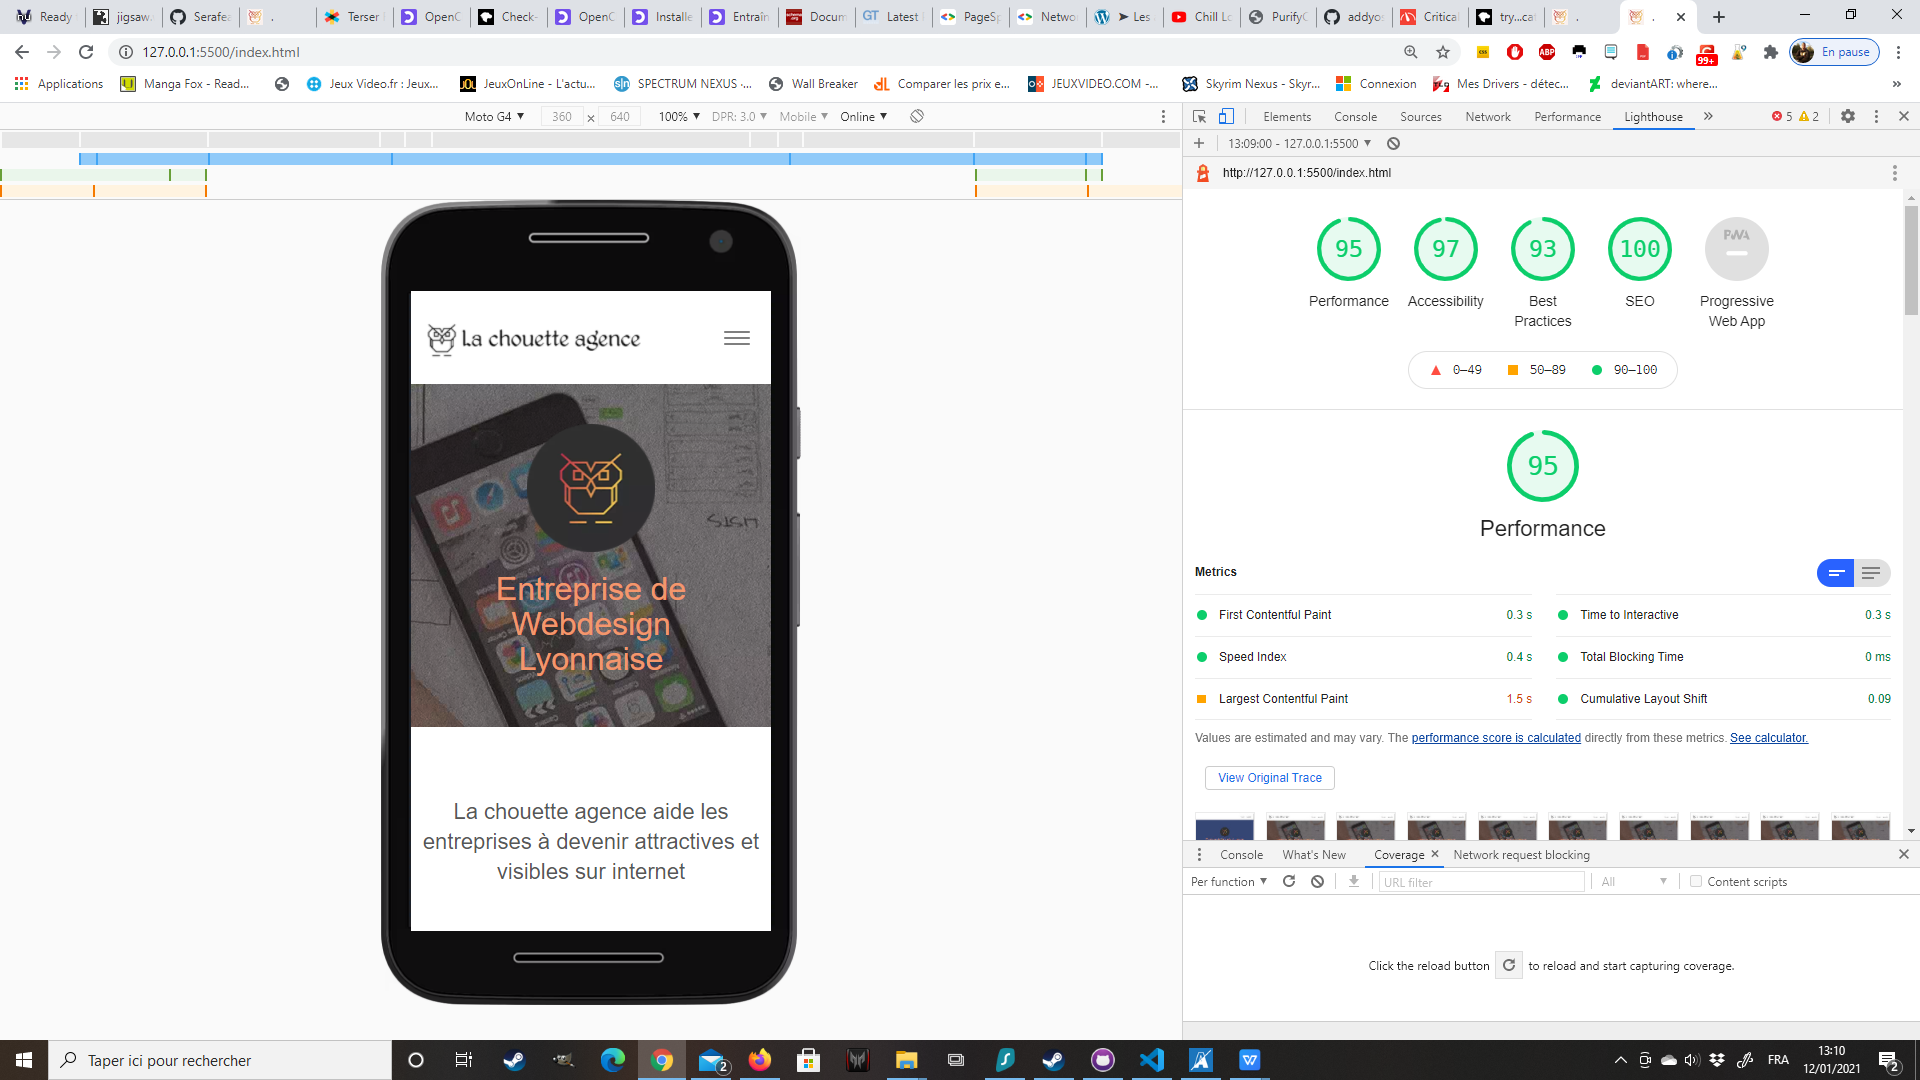 Ready
jigsaw.
Serafea
.
Terser
OpenC
Check-
OpenC
Installe
OpenC
Entraîn
Docum
Latest
PageSp
Netwo
➤ Les
Chill Lo
PurifyC
addyos
Critical
try...cat
.
.
127.0.0.1:5500/index.html
ABP
99+
En pause
Applications
Manga Fox - Read...
Jeux Video.fr : Jeux...
JeuxOnLine - L'actu...
SPECTRUM NEXUS -...
Wall Breaker
Comparer les prix e...
JEUXVIDEO.COM -...
Skyrim Nexus - Skyr...
Connexion
Mes Drivers - détec...
deviantART: where...
»
Moto G4
360 × 640
100%
DPR: 3.0
Mobile
Online
Elements
Console
Sources
Network
Performance
Lighthouse
»
5
2
13:09:00 - 127.0.0.1:5500
http://127.0.0.1:5500/index.html
95
97
93
100
PWA
Performance
Accessibility
Best Practices
SEO
Progressive Web App
0–49
50–89
90–100
95
Performance
Metrics
First Contentful Paint 0.3 s
Time to Interactive 0.3 s
Speed Index 0.4 s
Total Blocking Time 0 ms
Largest Contentful Paint 1.5 s
Cumulative Layout Shift 0.09
Values are estimated and may vary. The performance score is calculated directly from these metrics. See calculator.
View Original Trace
La chouette agence
Entreprise de
Webdesign
Lyonnaise
La chouette agence aide les
entreprises à devenir attractives et
visibles sur internet
Console
What's New
Coverage
Network request blocking
Per function
URL filter
All
Content scripts
Click the reload button to reload and start capturing coverage.
Taper ici pour rechercher
2
FRA
13:10
12/01/2021
2